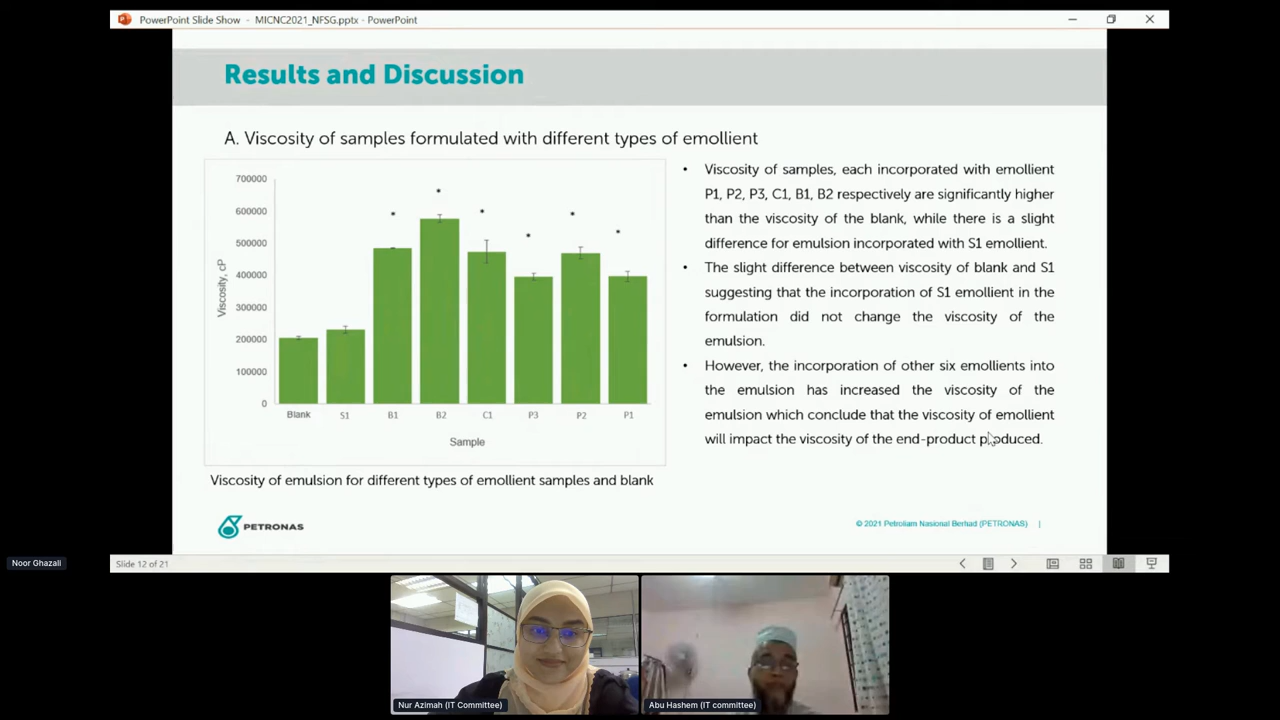 PowerPoint Slide Show - MICNC2021_NFSG.pptx - PowerPoint
Results and Discussion
A. Viscosity of samples formulated with different types of emollient
700000
600000
500000
400000
300000
200000
100000
0
Viscosity, cP
* * * * * *
Blank S1 B1 B2 C1 P3 P2 P1
Sample
Viscosity of emulsion for different types of emollient samples and blank
• Viscosity of samples, each incorporated with emollient
P1, P2, P3, C1, B1, B2 respectively are significantly higher
than the viscosity of the blank, while there is a slight
difference for emulsion incorporated with S1 emollient.
• The slight difference between viscosity of blank and S1
suggesting that the incorporation of S1 emollient in the
formulation did not change the viscosity of the
emulsion.
• However, the incorporation of other six emollients into
the emulsion has increased the viscosity of the
emulsion which conclude that the viscosity of emollient
will impact the viscosity of the end-product produced.
PETRONAS
© 2021 Petroliam Nasional Berhad (PETRONAS) |
Noor Ghazali
Slide 12 of 21
Nur Azimah (IT Committee)
Abu Hashem (IT committee)